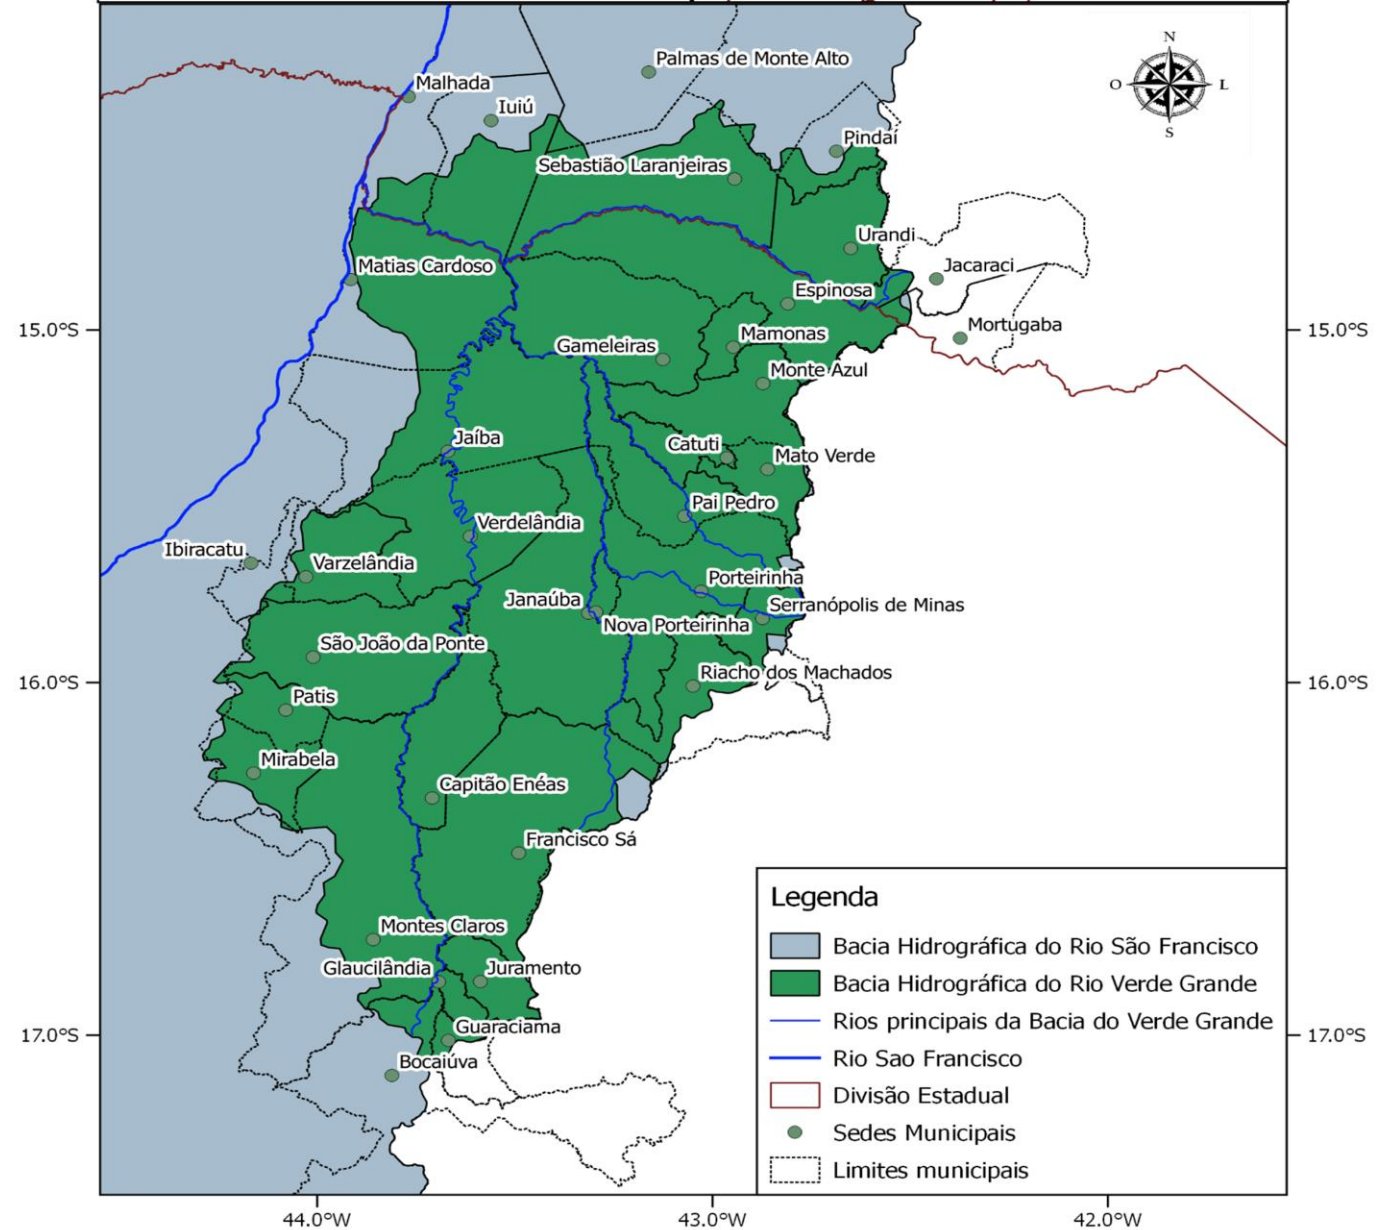 N
O
L
S
Palmas de Monte Alto
Malhada
Iuiú
Pindaí
Sebastião Laranjeiras
Urandi
Jacaraci
Matias Cardoso
Espinosa
Mortugaba
15.0°S
15.0°S
Mamonas
Gameleiras
Monte Azul
Jaíba
Catuti
Mato Verde
Pai Pedro
Verdelândia
Ibiracatu
Varzelândia
Porteirinha
Janaúba
Serranópolis de Minas
Nova Porteirinha
São João da Ponte
Riacho dos Machados
16.0°S
16.0°S
Patis
Mirabela
Capitão Enéas
Francisco Sá
Montes Claros
Glaucilândia
Juramento
Guaraciama
17.0°S
17.0°S
Bocaiúva
Legenda
Bacia Hidrográfica do Rio São Francisco
Bacia Hidrográfica do Rio Verde Grande
Rios principais da Bacia do Verde Grande
Rio Sao Francisco
Divisão Estadual
Sedes Municipais
Limites municipais
44.0°W
43.0°W
42.0°W